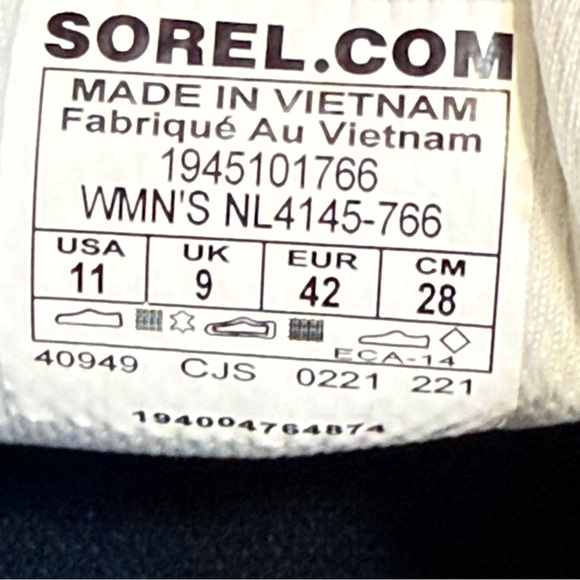 SOREL.COM
MADE IN VIETNAM
Fabriqué Au Vietnam
1945101766
WMN'S NL4145-766
USA UK EUR CM
11 9 42 28
ECA-14
40949 CJS 0221 221
194004764874